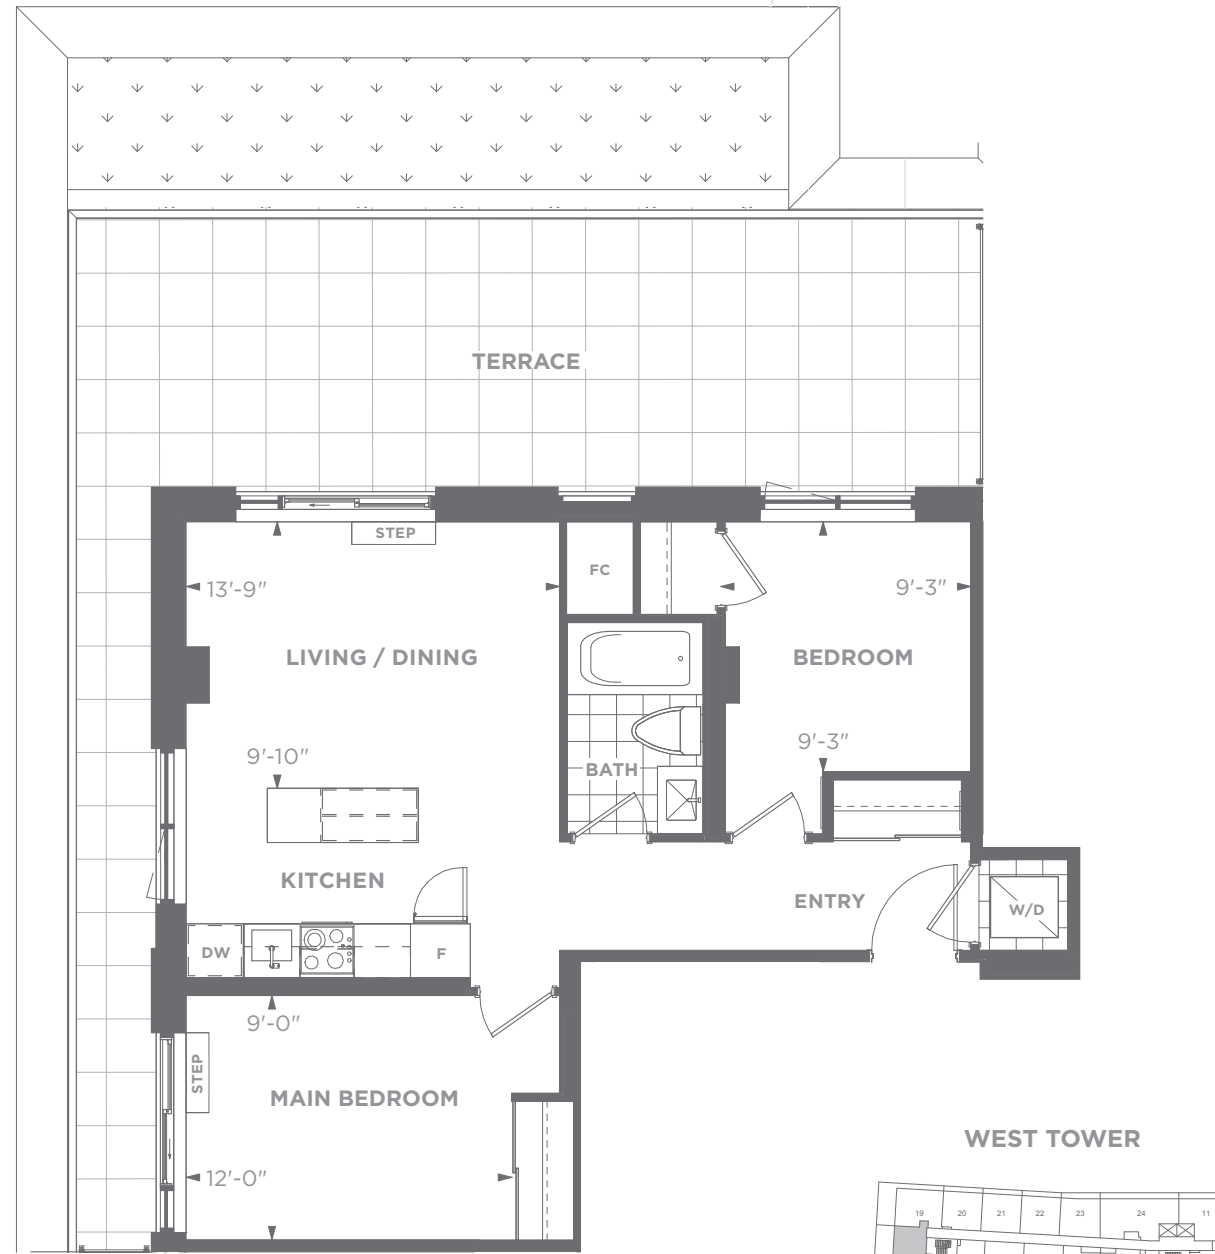 TERRACE
STEP
FC
13'-9"
9'-3"
LIVING / DINING
BEDROOM
9'-10"
9'-3"
BATH
KITCHEN
ENTRY
W/D
DW
F
9'-0"
STEP
MAIN BEDROOM
WEST TOWER
12'-0"
19
20
21
22
23
24
11